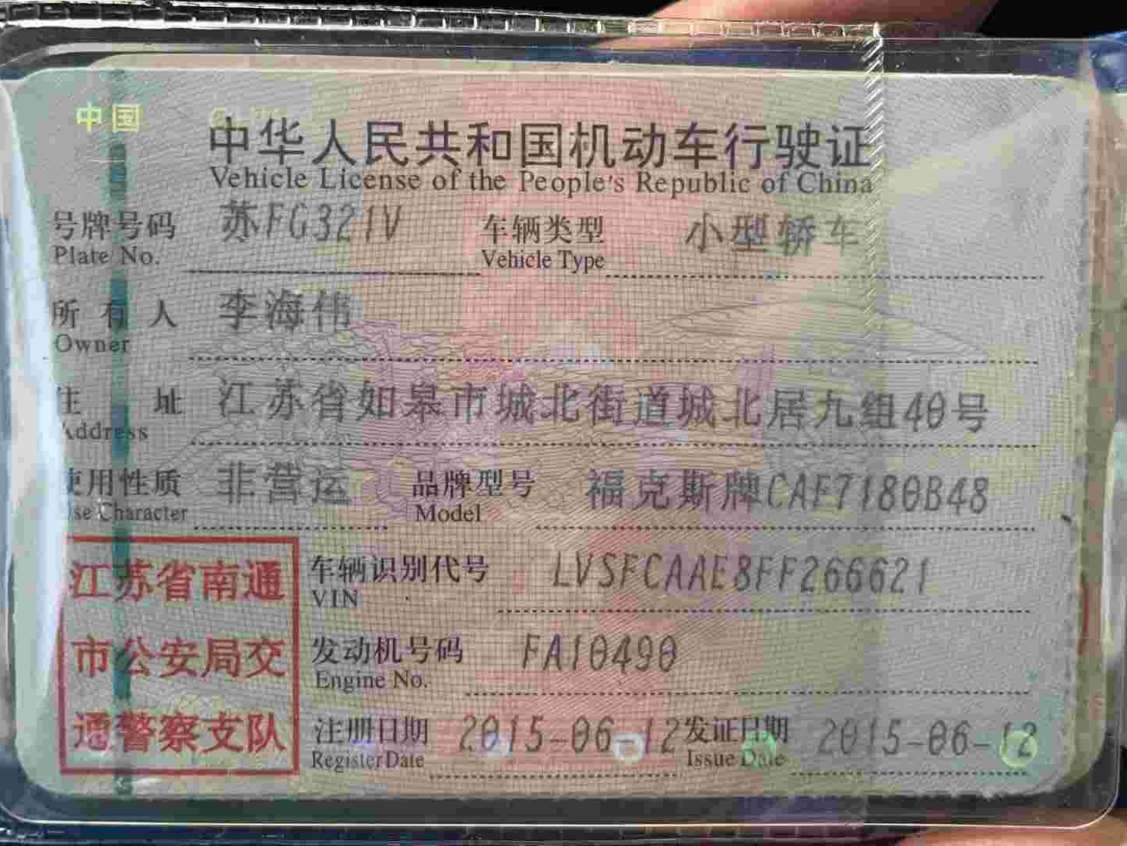 中国
中华人民共和国机动车行驶证
Vehicle License of the People's Republic of China
号牌号码 苏FG321V 车辆类型 小型轿车
Plate No. Vehicle Type
所有人 李海伟
Owner
住址 江苏省如皋市城北街道城北居九组40号
Address
使用性质 非营运 品牌型号 福克斯牌CAF7180B48
Use Character Model
江苏省南通
市公安局交
通警察支队
车辆识别代号 LVSFCAAE8FF266621
VIN
发动机号码 FA10490
Engine No.
注册日期 2015-06-12 发证日期 2015-06-12
Register Date Issue Date